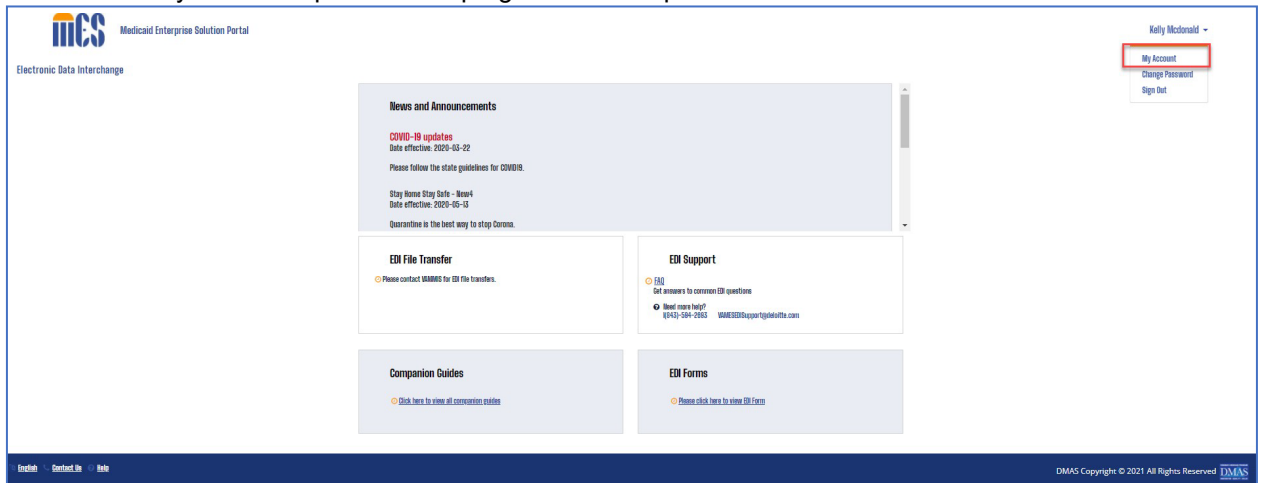 MES
Medicaid Enterprise Solution Portal
Kelly Mcdonald
My Account
Change Password
Sign Out
Electronic Data Interchange
News and Announcements
COVID-19 updates
Date effective: 2020-03-22
Please follow the state guidelines for COVID19.
Stay Home Stay Safe - New4
Date effective: 2020-05-13
Quarantine is the best way to stop Corona.
EDI File Transfer
Please contact VAMMIS for EDI file transfers.
EDI Support
FAQ
Get answers to common EDI questions
Need more help?
VAMESEDISupport@deloitte.com
Companion Guides
Click here to view all companion guides
EDI Forms
Please click here to view EDI Form
English Contact Us Help
DMAS Copyright © 2021 All Rights Reserved DMAS